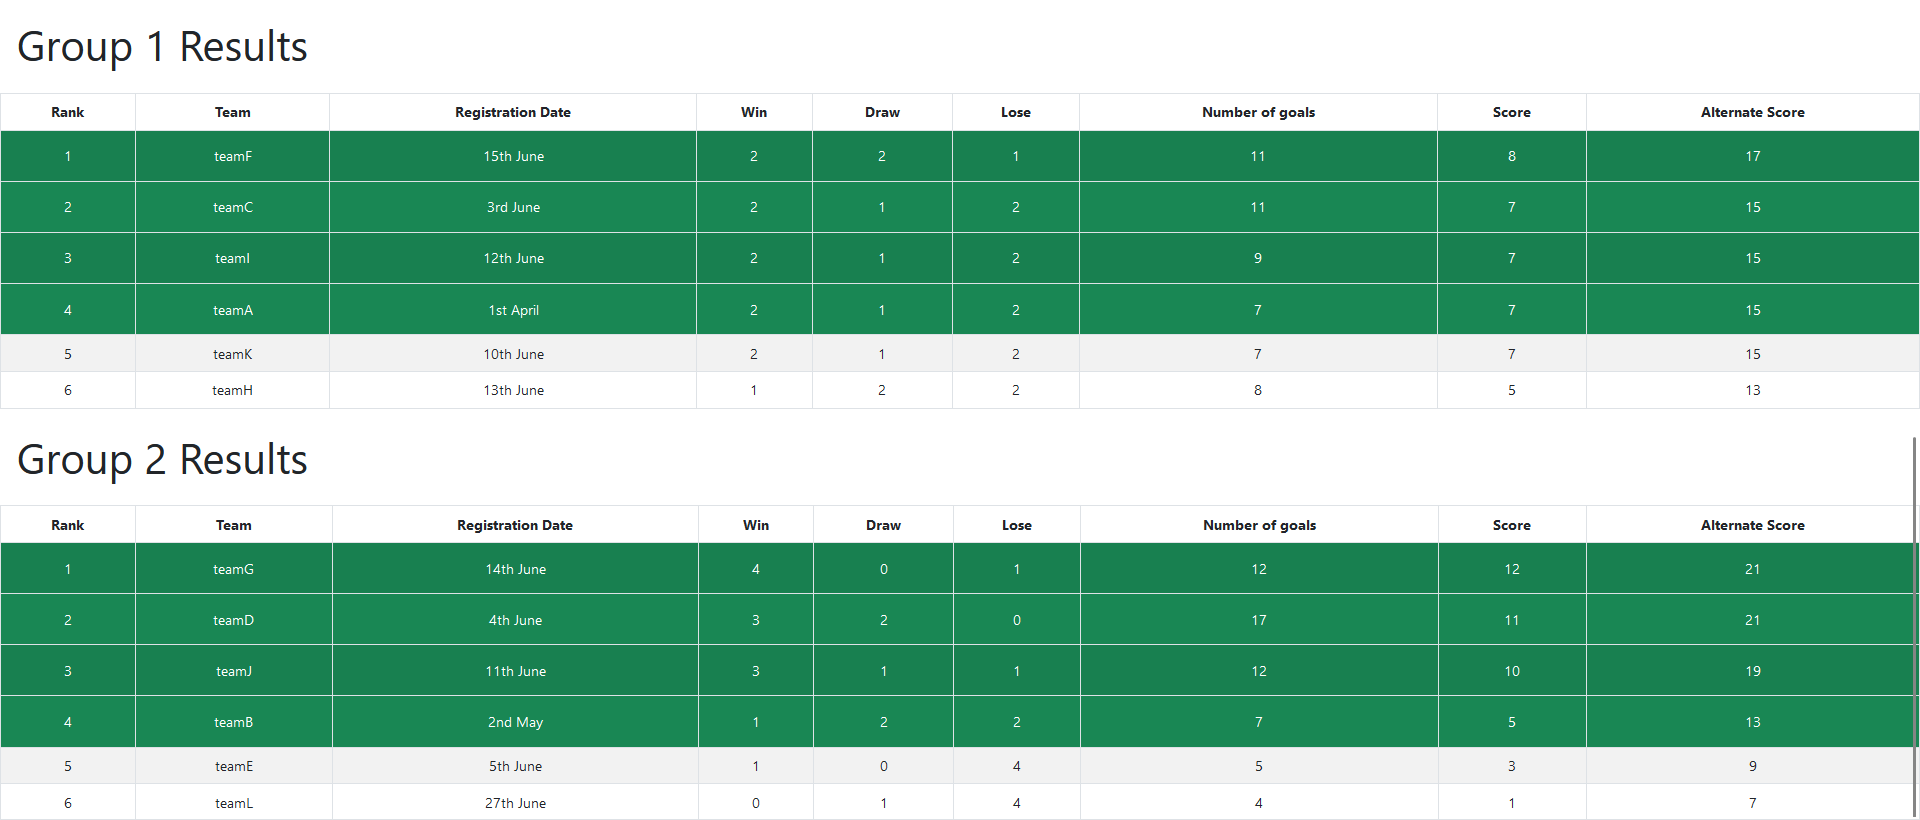 Group 1 Results
Rank Team Registration Date Win Draw Lose Number of goals Score Alternate Score
1 teamF 15th June 2 2 1 11 8 17
2 teamC 3rd June 2 1 2 11 7 15
3 teamI 12th June 2 1 2 9 7 15
4 teamA 1st April 2 1 2 7 7 15
5 teamK 10th June 2 1 2 7 7 15
6 teamH 13th June 1 2 2 8 5 13
Group 2 Results
Rank Team Registration Date Win Draw Lose Number of goals Score Alternate Score
1 teamG 14th June 4 0 1 12 12 21
2 teamD 4th June 3 2 0 17 11 21
3 teamJ 11th June 3 1 1 12 10 19
4 teamB 2nd May 1 2 2 7 5 13
5 teamE 5th June 1 0 4 5 3 9
6 teamL 27th June 0 1 4 4 1 7